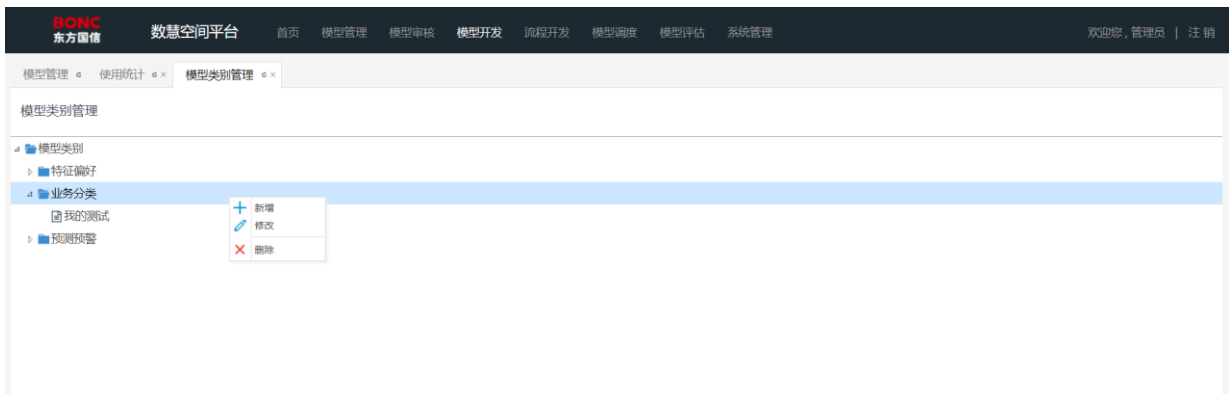 BONC
东方国信
数慧空间平台 首页 模型管理 模型审核 模型开发 流程开发 模型调度 模型评估 系统管理 欢迎您,管理员 | 注销
模型管理 使用统计 模型类别管理
模型类别管理
模型类别
特征偏好
业务分类
我的测试
预测预警
新增
修改
删除